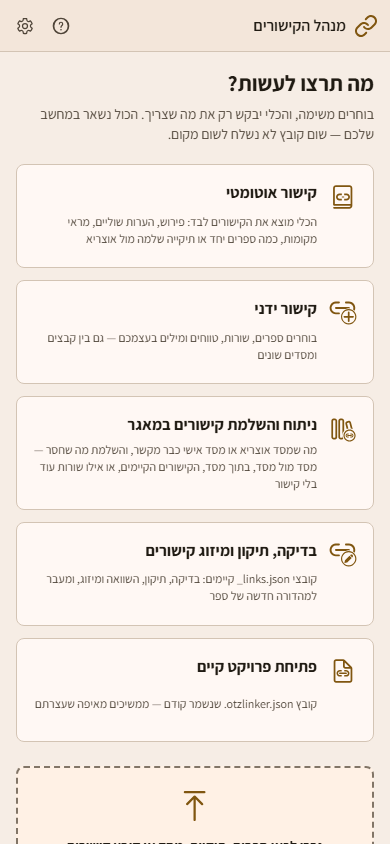 מנהל הקישורים
מה תרצו לעשות?
בוחרים משימה, והכלי יבקש רק את מה שצריך. הכול נשאר במחשב
שלכם — שום קובץ לא נשלח לשום מקום.
קישור אוטומטי
הכלי מוצא את הקישורים לבד: פירוש, הערות שוליים, מראי
מקומות, כמה ספרים יחד או תיקייה שלמה מול אוצריא
קישור ידני
בוחרים ספרים, שורות, טווחים ומילים בעצמכם — גם בין קבצים
ומסדים שונים
ניתוח והשלמת קישורים במאגר
מה שמסד אוצריא או מסד אישי כבר מקשר, והשלמת מה שחסר —
מסד מול מסד, בתוך מסד, הקישורים הקיימים, או אילו שורות עוד
בלי קישור
בדיקה, תיקון ומיזוג קישורים
קובצי links.json_ קיימים: בדיקה, תיקון, השוואה ומיזוג, ומעבר
למהדורה חדשה של ספר
פתיחת פרויקט קיים
קובץ otzlinker.json. שנשמר קודם — ממשיכים מאיפה שעצרתם